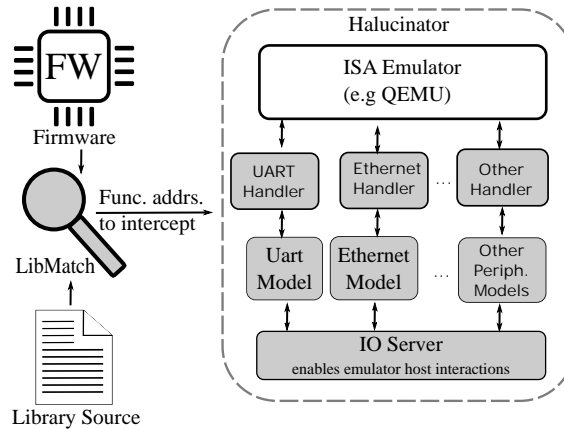 Halucinator
FW
ISA Emulator
(e.g QEMU)
Firmware
UART
Handler
Ethernet
Handler
...
Other
Handler
Func. addrs.
to intercept
LibMatch
Uart
Model
Ethernet
Model
...
Other
Periph.
Models
IO Server
enables emulator host interactions
Library Source